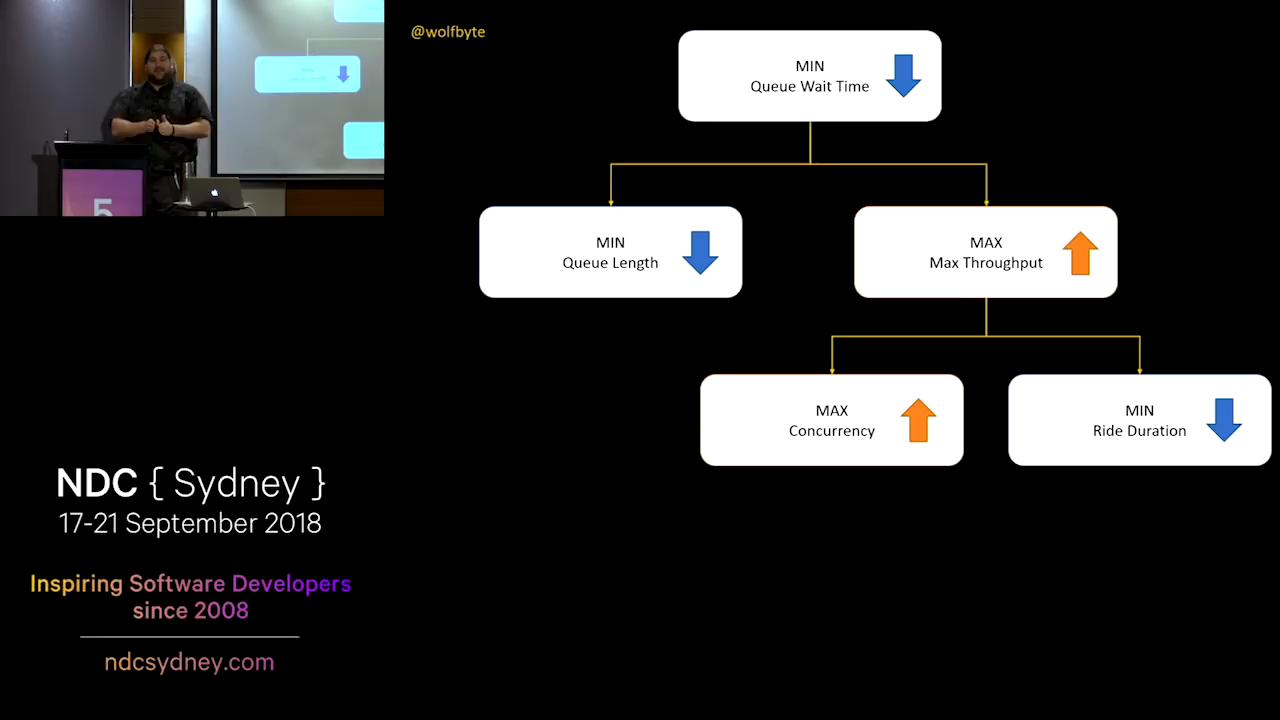 @wolfbyte
MIN
Queue Wait Time
MIN
Queue Length
MAX
Max Throughput
MAX
Concurrency
MIN
Ride Duration
5
NDC { Sydney }
17-21 September 2018
Inspiring Software Developers
since 2008
ndcsydney.com